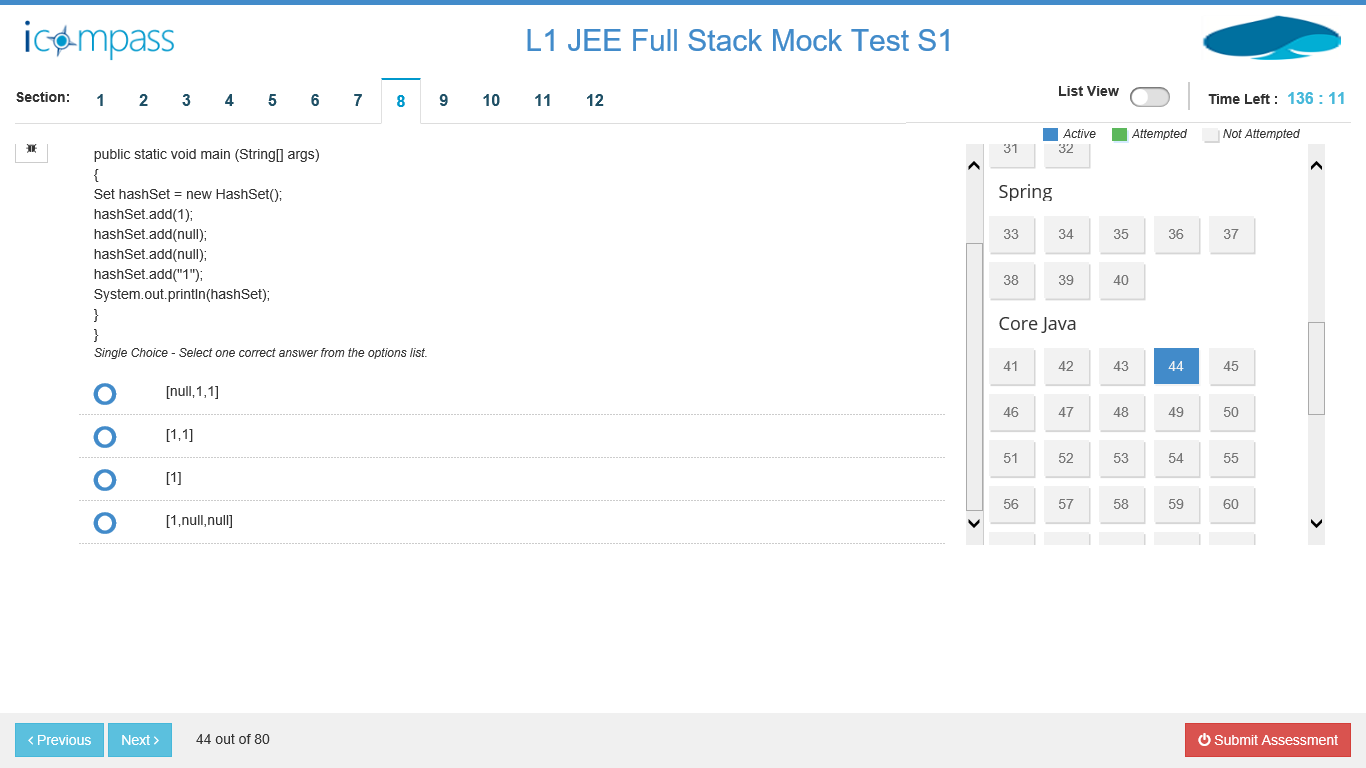 icompass
L1 JEE Full Stack Mock Test S1
Section:
1 2 3 4 5 6 7 8 9 10 11 12
List View
Time Left : 136 : 11
Active Attempted Not Attempted
public static void main (String[] args)
{
Set hashSet = new HashSet();
hashSet.add(1);
hashSet.add(null);
hashSet.add(null);
hashSet.add("1");
System.out.println(hashSet);
}
}
Single Choice - Select one correct answer from the options list.
[null,1,1]
[1,1]
[1]
[1,null,null]
31 32
Spring
33 34 35 36 37
38 39 40
Core Java
41 42 43 44 45
46 47 48 49 50
51 52 53 54 55
56 57 58 59 60
‹ Previous
Next ›
44 out of 80
Submit Assessment